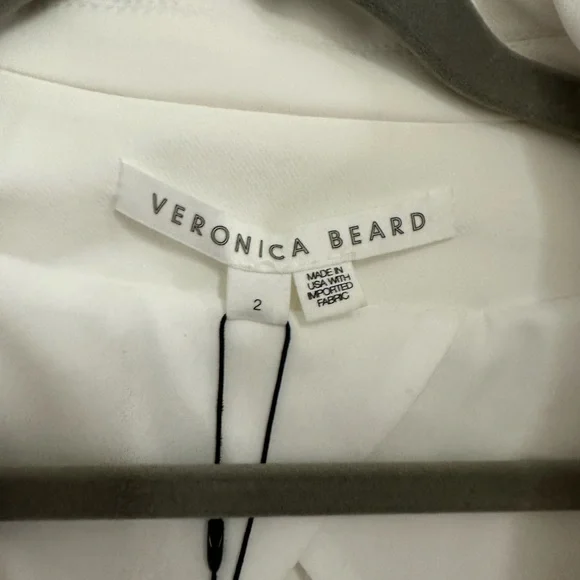 VERONICA BEARD
2
MADE IN
USA WITH
IMPORTED
FABRIC